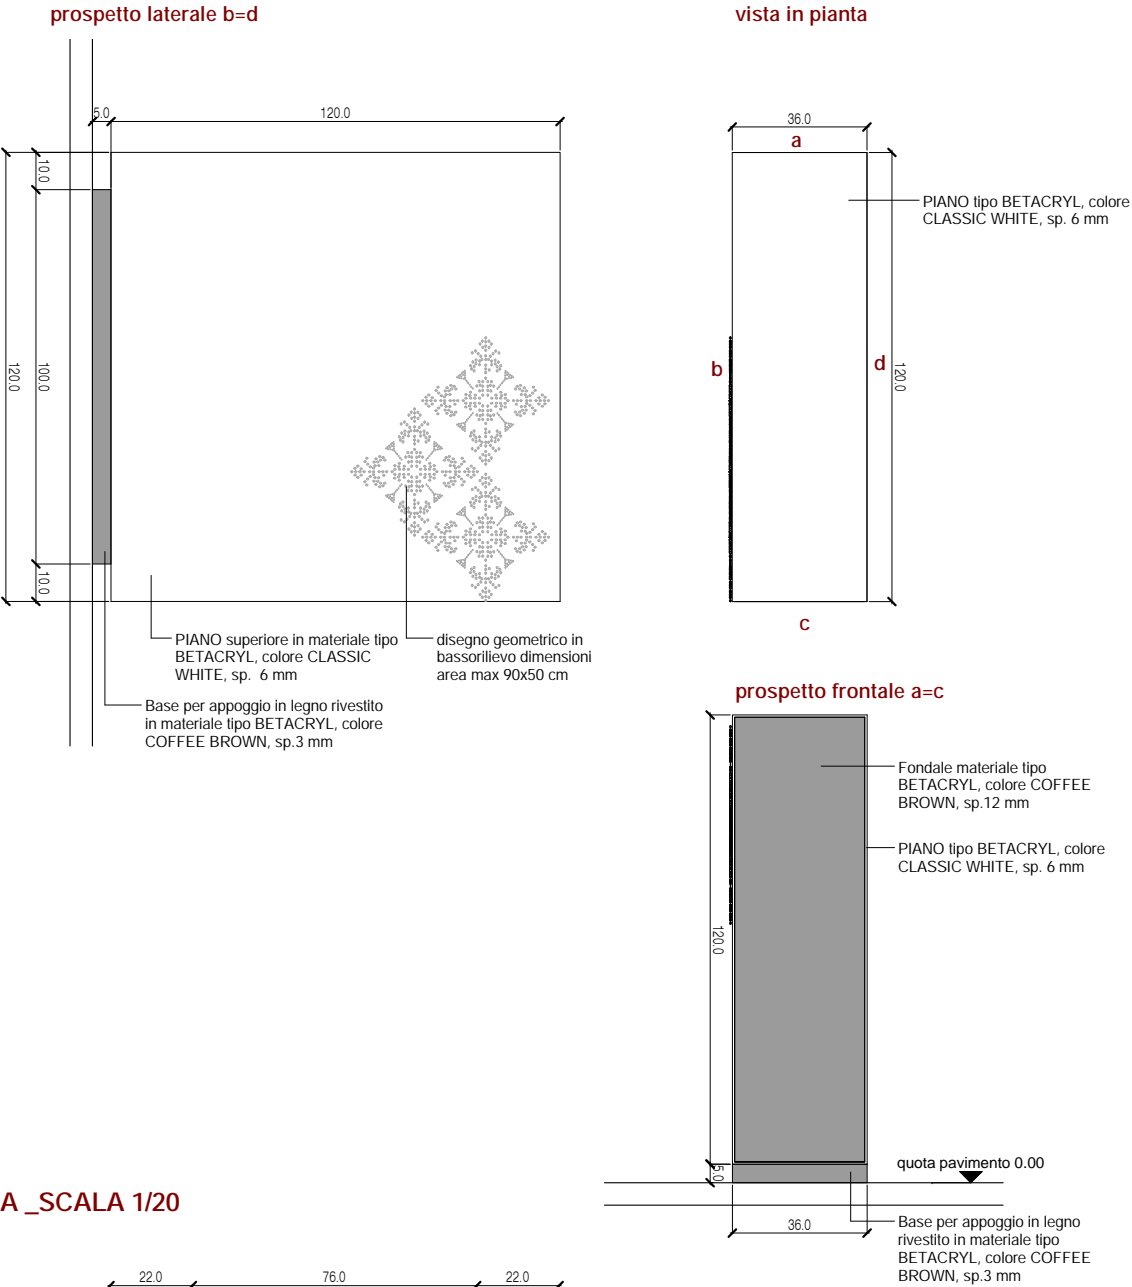 prospetto laterale b=d
5.0
120.0
10.0
100.0
120.0
10.0
PIANO superiore in materiale tipo
BETACRYL, colore CLASSIC
WHITE, sp. 6 mm
disegno geometrico in
bassorilievo dimensioni
area max 90x50 cm
Base per appoggio in legno rivestito
in materiale tipo BETACRYL, colore
COFFEE BROWN, sp.3 mm
vista in pianta
36.0
a
PIANO tipo BETACRYL, colore
CLASSIC WHITE, sp. 6 mm
b
d
120.0
c
prospetto frontale a=c
Fondale materiale tipo
BETACRYL, colore COFFEE
BROWN, sp.12 mm
PIANO tipo BETACRYL, colore
CLASSIC WHITE, sp. 6 mm
120.0
5.0
quota pavimento 0.00
36.0
Base per appoggio in legno
rivestito in materiale tipo
BETACRYL, colore COFFEE
BROWN, sp.3 mm
A _SCALA 1/20
22.0
76.0
22.0